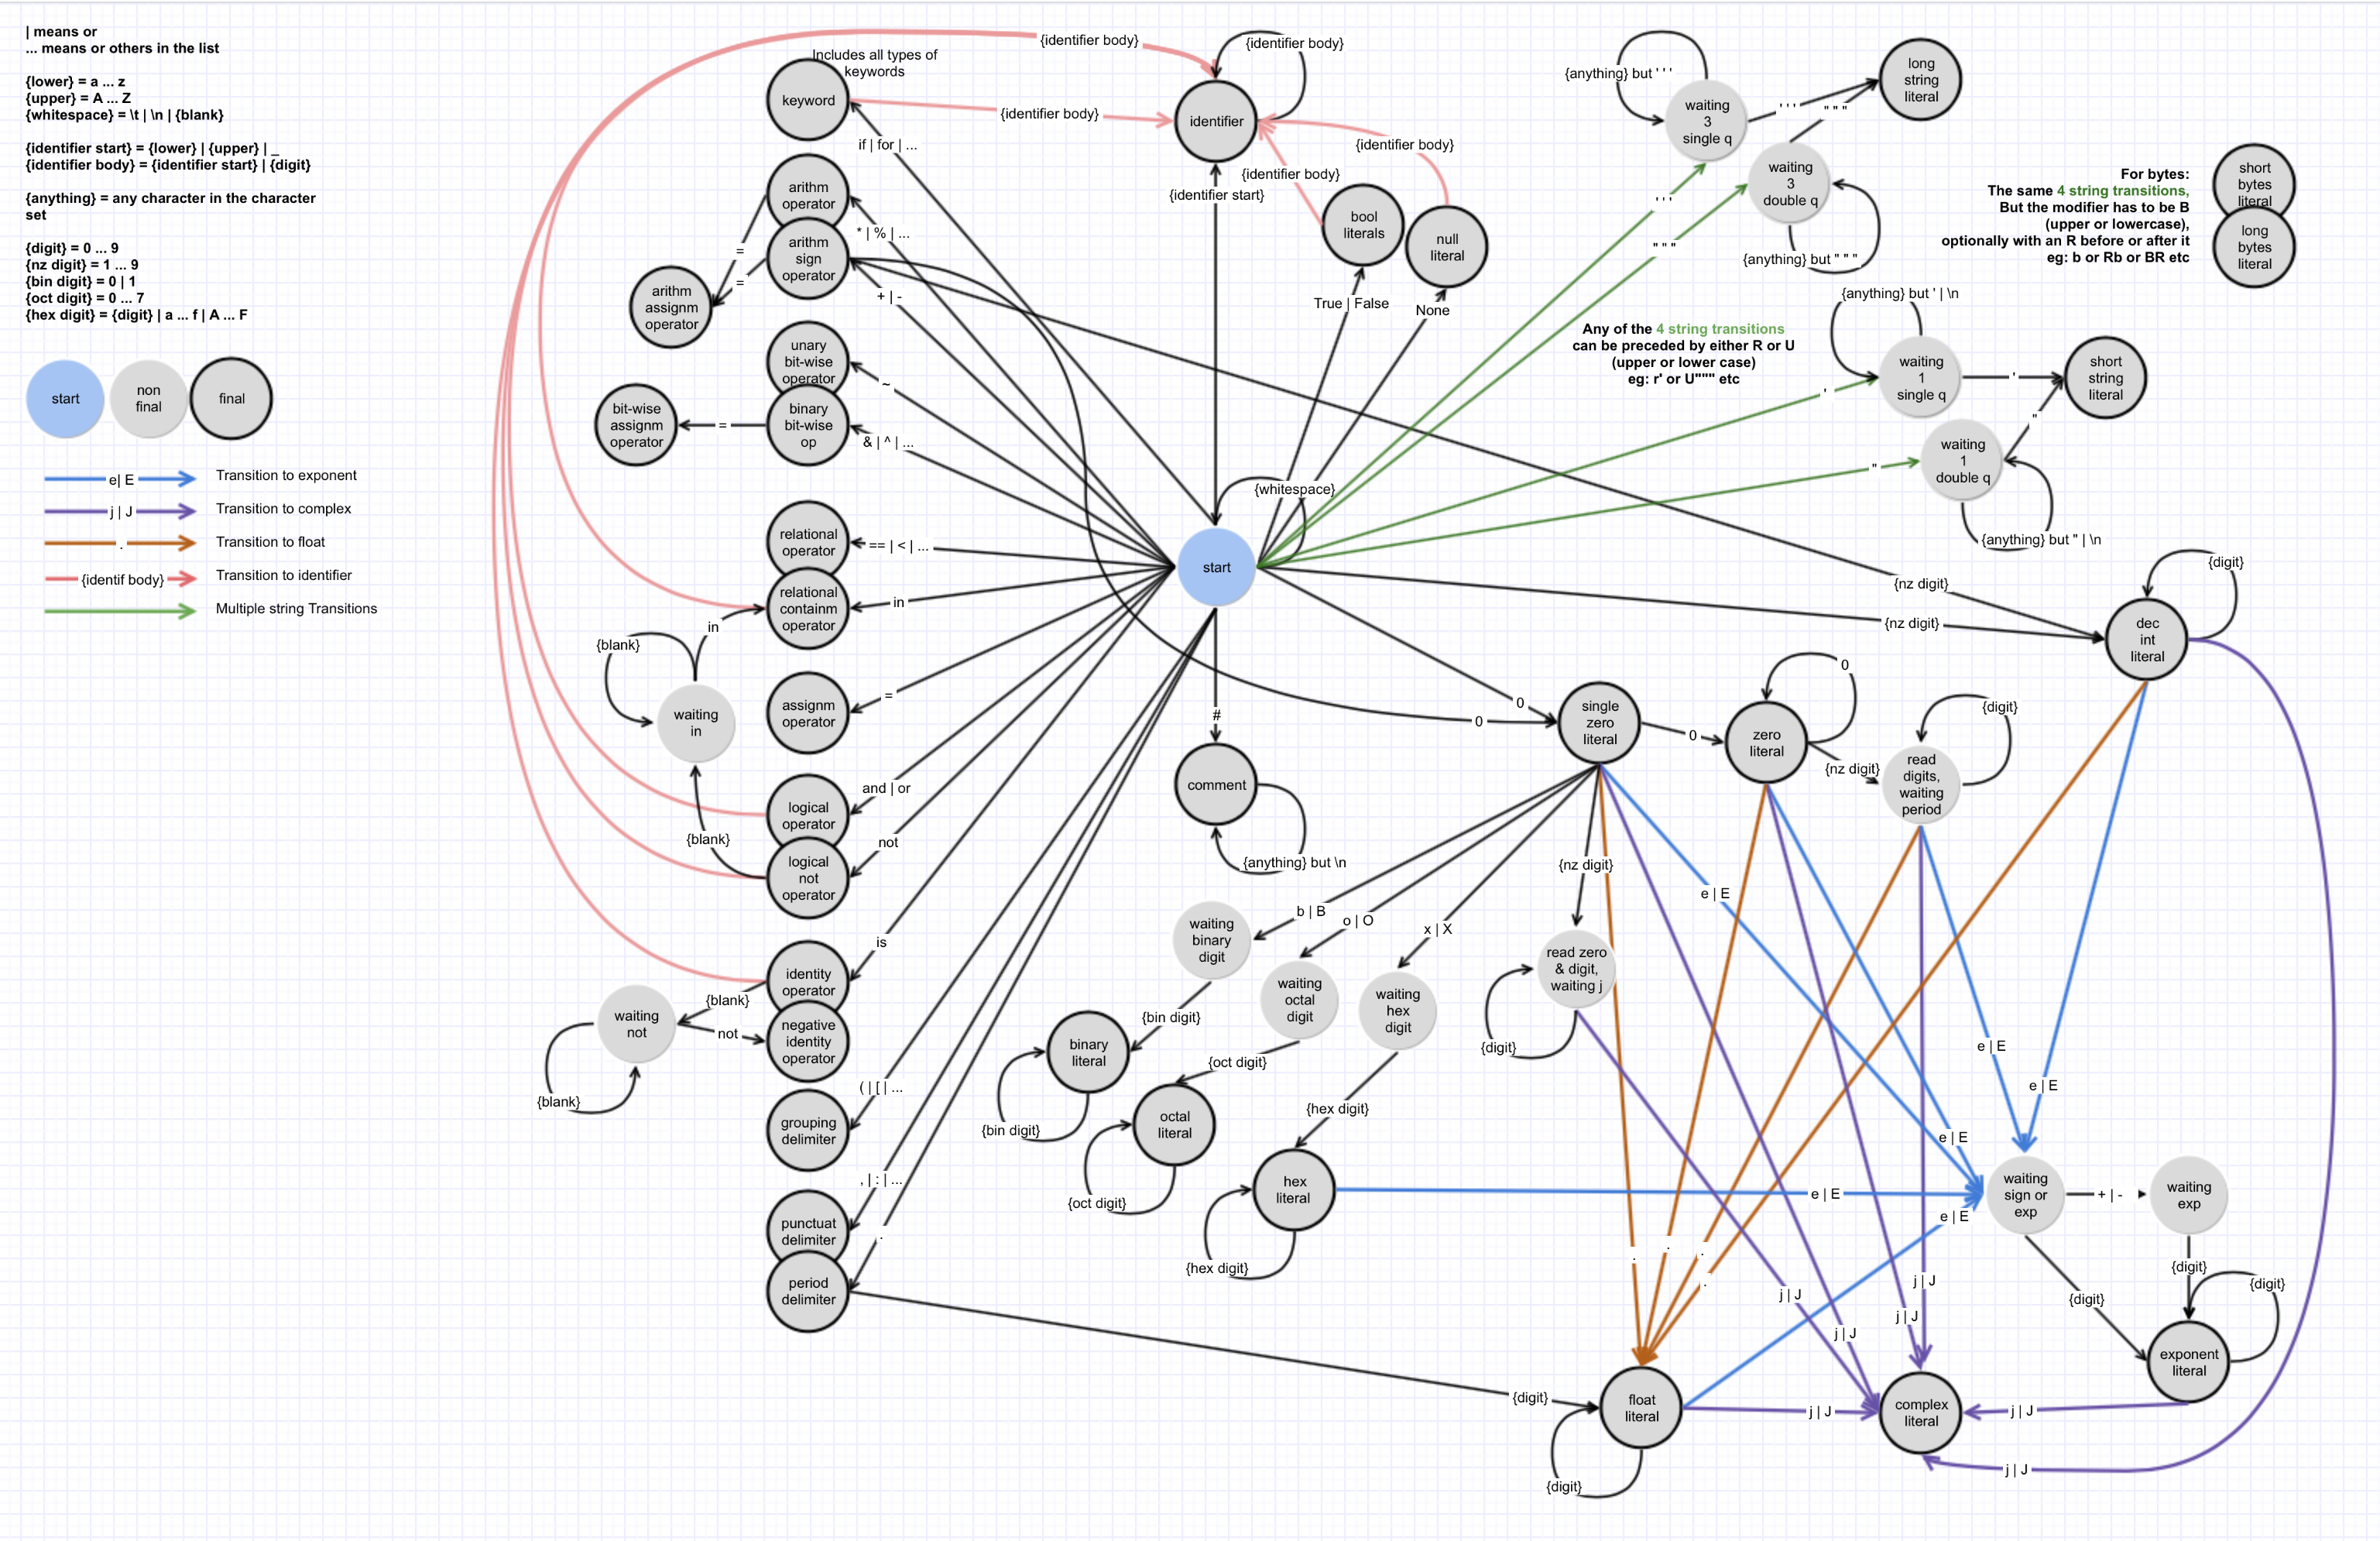 | means or
... means or others in the list
{lower} = a ... z
{upper} = A ... Z
{whitespace} = \t | \n | {blank}
{identifier start} = {lower} | {upper} | _
{identifier body} = {identifier start} | {digit}
{anything} = any character in the character
set
{digit} = 0 ... 9
{nz digit} = 1 ... 9
{bin digit} = 0 | 1
{oct digit} = 0 ... 7
{hex digit} = {digit} | a ... f | A ... F
start
non
final
final
e| E
Transition to exponent
j | J
Transition to complex
.
Transition to float
{identif body}
Transition to identifier
Multiple string Transitions
Includes all types of
keywords
keyword
{identifier body}
{identifier body}
{identifier body}
identifier
if | for | ...
{identifier start}
{identifier body}
{identifier body}
bool
literals
null
literal
True | False
None
arithm
operator
* | % | ...
arithm
sign
operator
+ | -
=
=
arithm
assignm
operator
unary
bit-wise
operator
~
binary
bit-wise
op
& | ^ | ...
=
bit-wise
assignm
operator
relational
operator
== | < | ...
relational
containm
operator
in
in
{blank}
waiting
in
assignm
operator
=
logical
operator
and | or
{blank}
logical
not
operator
not
identity
operator
is
{blank}
waiting
not
not
{blank}
negative
identity
operator
( | [ | ...
grouping
delimiter
, | : | ...
punctuat
delimiter
.
period
delimiter
{whitespace}
start
#
comment
{anything} but \n
{anything} but ' ' '
waiting
3
single q
' ' '
" " "
long
string
literal
waiting
3
double q
' ' '
" " "
{anything} but " " "
For bytes:
The same 4 string transitions,
But the modifier has to be B
(upper or lowercase),
optionally with an R before or after it
eg: b or Rb or BR etc
short
bytes
literal
long
bytes
literal
Any of the 4 string transitions
can be preceded by either R or U
(upper or lower case)
eg: r' or U""" etc
{anything} but ' | \n
waiting
1
single q
'
'
short
string
literal
waiting
1
double q
"
"
{anything} but " | \n
{nz digit}
{nz digit}
{digit}
dec
int
literal
0
0
single
zero
literal
0
zero
literal
0
{nz digit}
{digit}
read
digits,
waiting
period
{nz digit}
b | B
o | O
x | X
waiting
binary
digit
waiting
octal
digit
waiting
hex
digit
read zero
& digit,
waiting j
{digit}
{bin digit}
binary
literal
{bin digit}
{oct digit}
octal
literal
{oct digit}
{hex digit}
hex
literal
{hex digit}
e | E
e | E
e | E
e | E
e | E
e | E
waiting
sign or
exp
+ | -
waiting
exp
{digit}
{digit}
{digit}
exponent
literal
.
.
.
.
j | J
j | J
j | J
j | J
{digit}
float
literal
{digit}
j | J
complex
literal
j | J
j | J